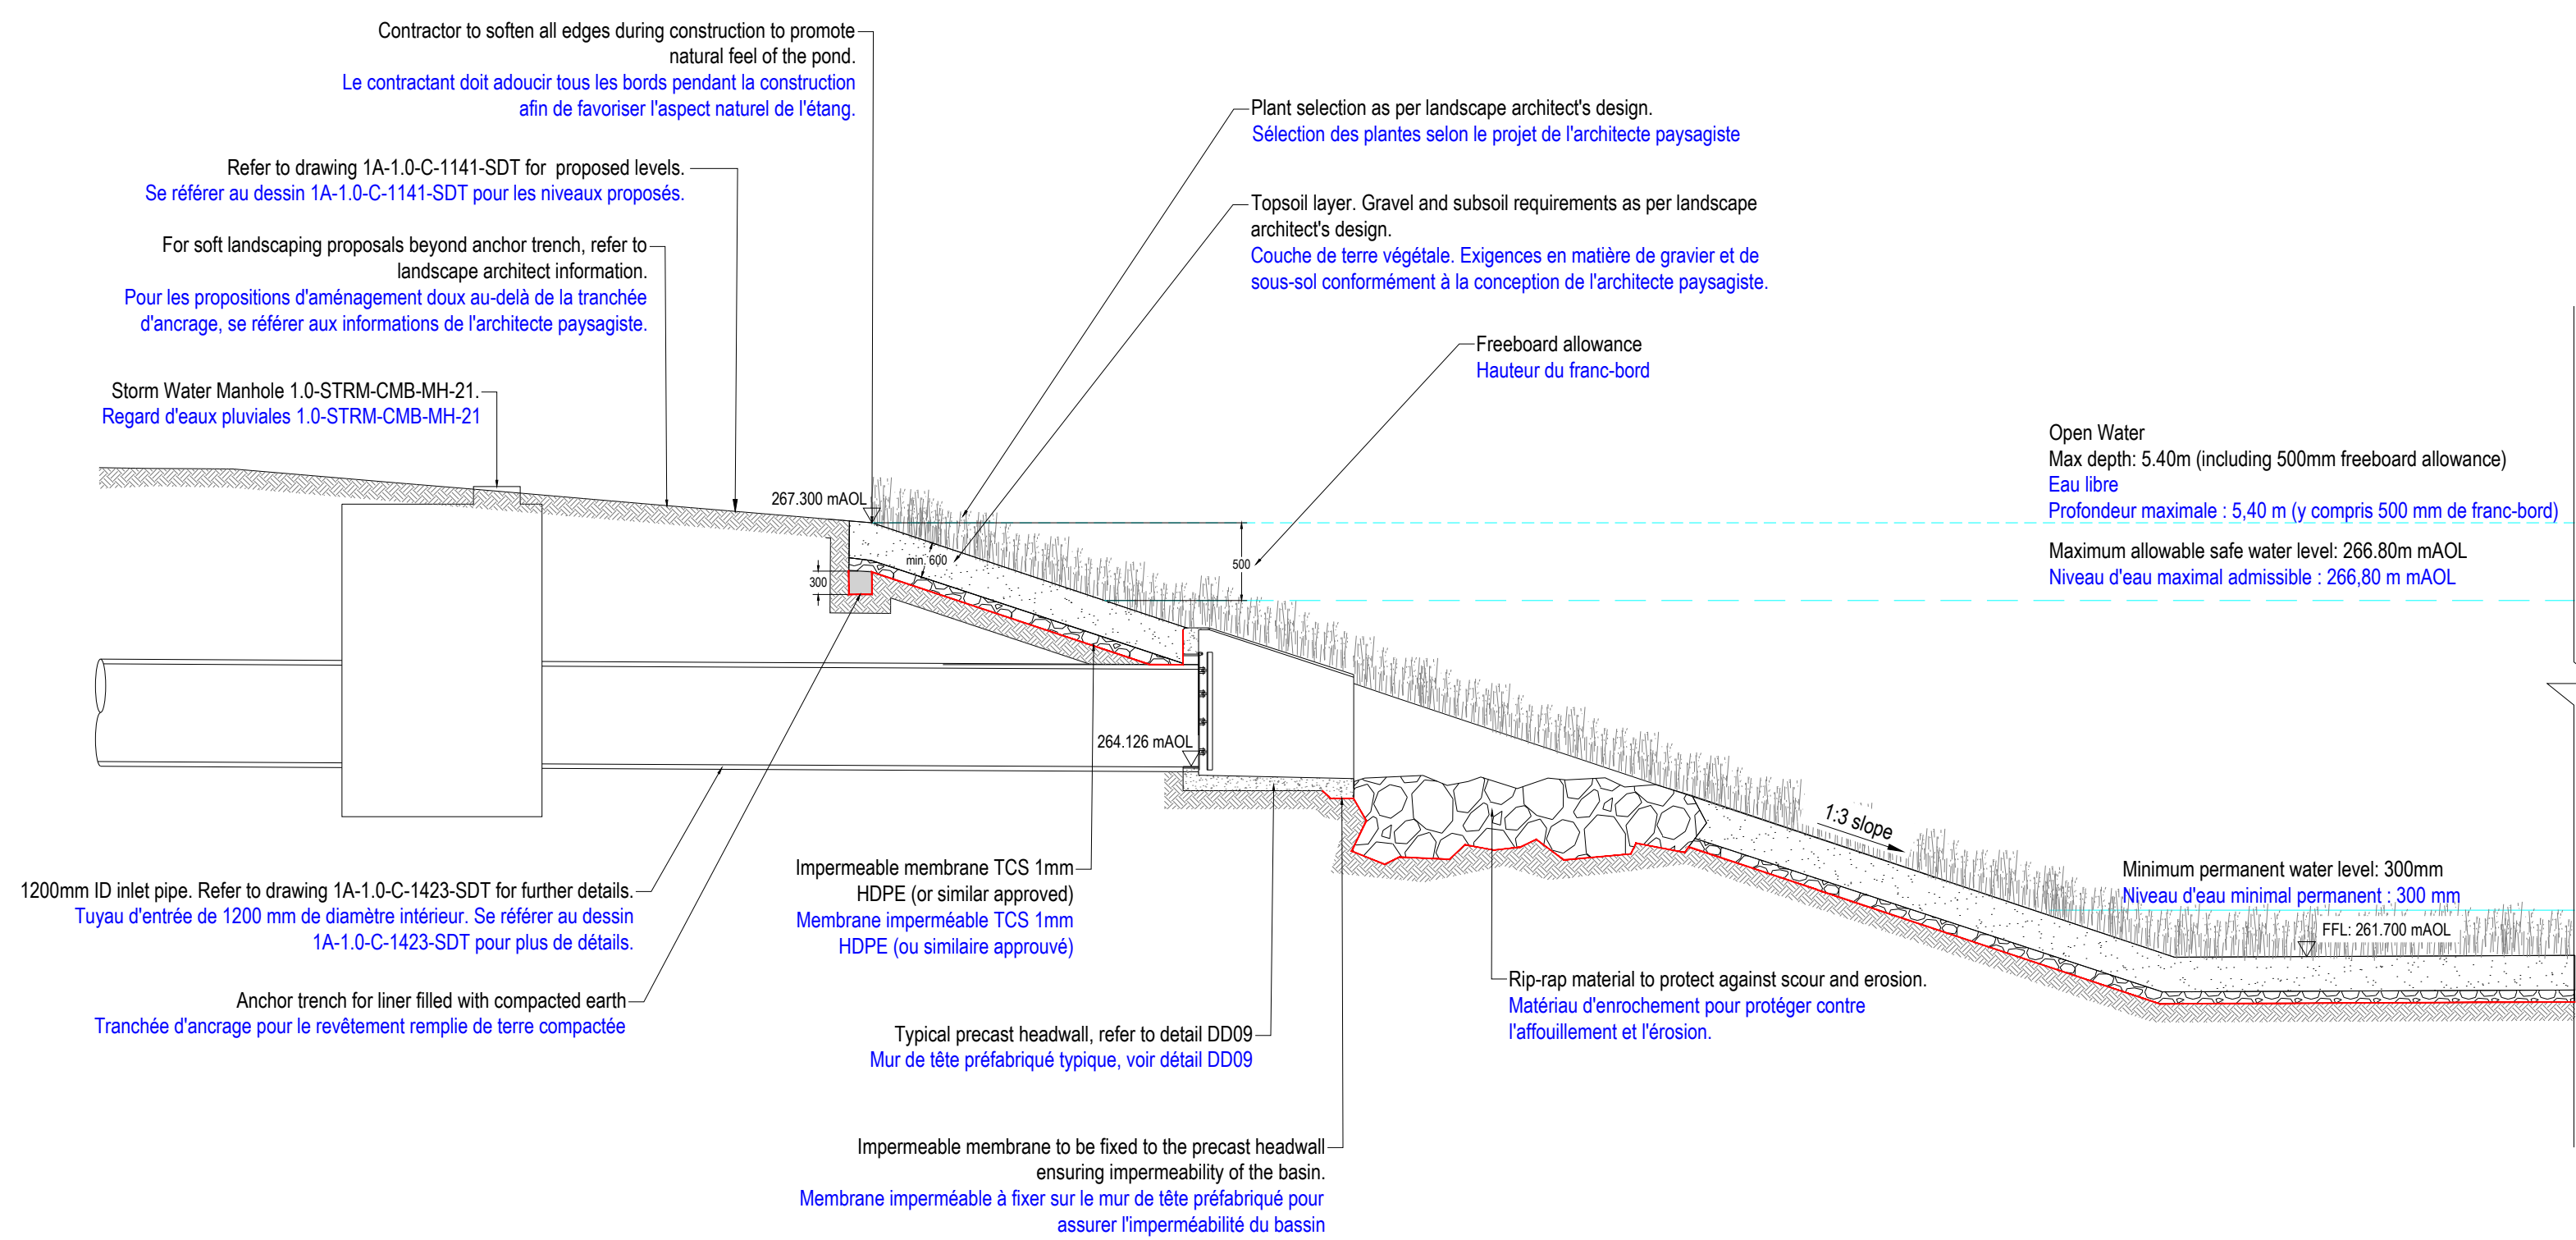 Contractor to soften all edges during construction to promote
natural feel of the pond.
Le contractant doit adoucir tous les bords pendant la construction
afin de favoriser l'aspect naturel de l'étang.
Plant selection as per landscape architect's design.
Sélection des plantes selon le projet de l'architecte paysagiste
Refer to drawing 1A-1.0-C-1141-SDT for proposed levels.
Se référer au dessin 1A-1.0-C-1141-SDT pour les niveaux proposés.
Topsoil layer. Gravel and subsoil requirements as per landscape
architect's design.
Couche de terre végétale. Exigences en matière de gravier et de
sous-sol conformément à la conception de l'architecte paysagiste.
For soft landscaping proposals beyond anchor trench, refer to
landscape architect information.
Pour les propositions d'aménagement doux au-delà de la tranchée
d'ancrage, se référer aux informations de l'architecte paysagiste.
Freeboard allowance
Hauteur du franc-bord
Storm Water Manhole 1.0-STRM-CMB-MH-21.
Regard d'eaux pluviales 1.0-STRM-CMB-MH-21
Open Water
Max depth: 5.40m (including 500mm freeboard allowance)
Eau libre
Profondeur maximale : 5,40 m (y compris 500 mm de franc-bord)
267.300 mAOL
Maximum allowable safe water level: 266.80m mAOL
Niveau d'eau maximal admissible : 266,80 m mAOL
min. 600
500
300
264.126 mAOL
1:3 slope
Minimum permanent water level: 300mm
Niveau d'eau minimal permanent : 300 mm
FFL: 261.700 mAOL
Impermeable membrane TCS 1mm
HDPE (or similar approved)
Membrane imperméable TCS 1mm
HDPE (ou similaire approuvé)
1200mm ID inlet pipe. Refer to drawing 1A-1.0-C-1423-SDT for further details.
Tuyau d'entrée de 1200 mm de diamètre intérieur. Se référer au dessin
1A-1.0-C-1423-SDT pour plus de détails.
Rip-rap material to protect against scour and erosion.
Matériau d'enrochement pour protéger contre
l'affouillement et l'érosion.
Anchor trench for liner filled with compacted earth
Tranchée d'ancrage pour le revêtement remplie de terre compactée
Typical precast headwall, refer to detail DD09
Mur de tête préfabriqué typique, voir détail DD09
Impermeable membrane to be fixed to the precast headwall
ensuring impermeability of the basin.
Membrane imperméable à fixer sur le mur de tête préfabriqué pour
assurer l'imperméabilité du bassin